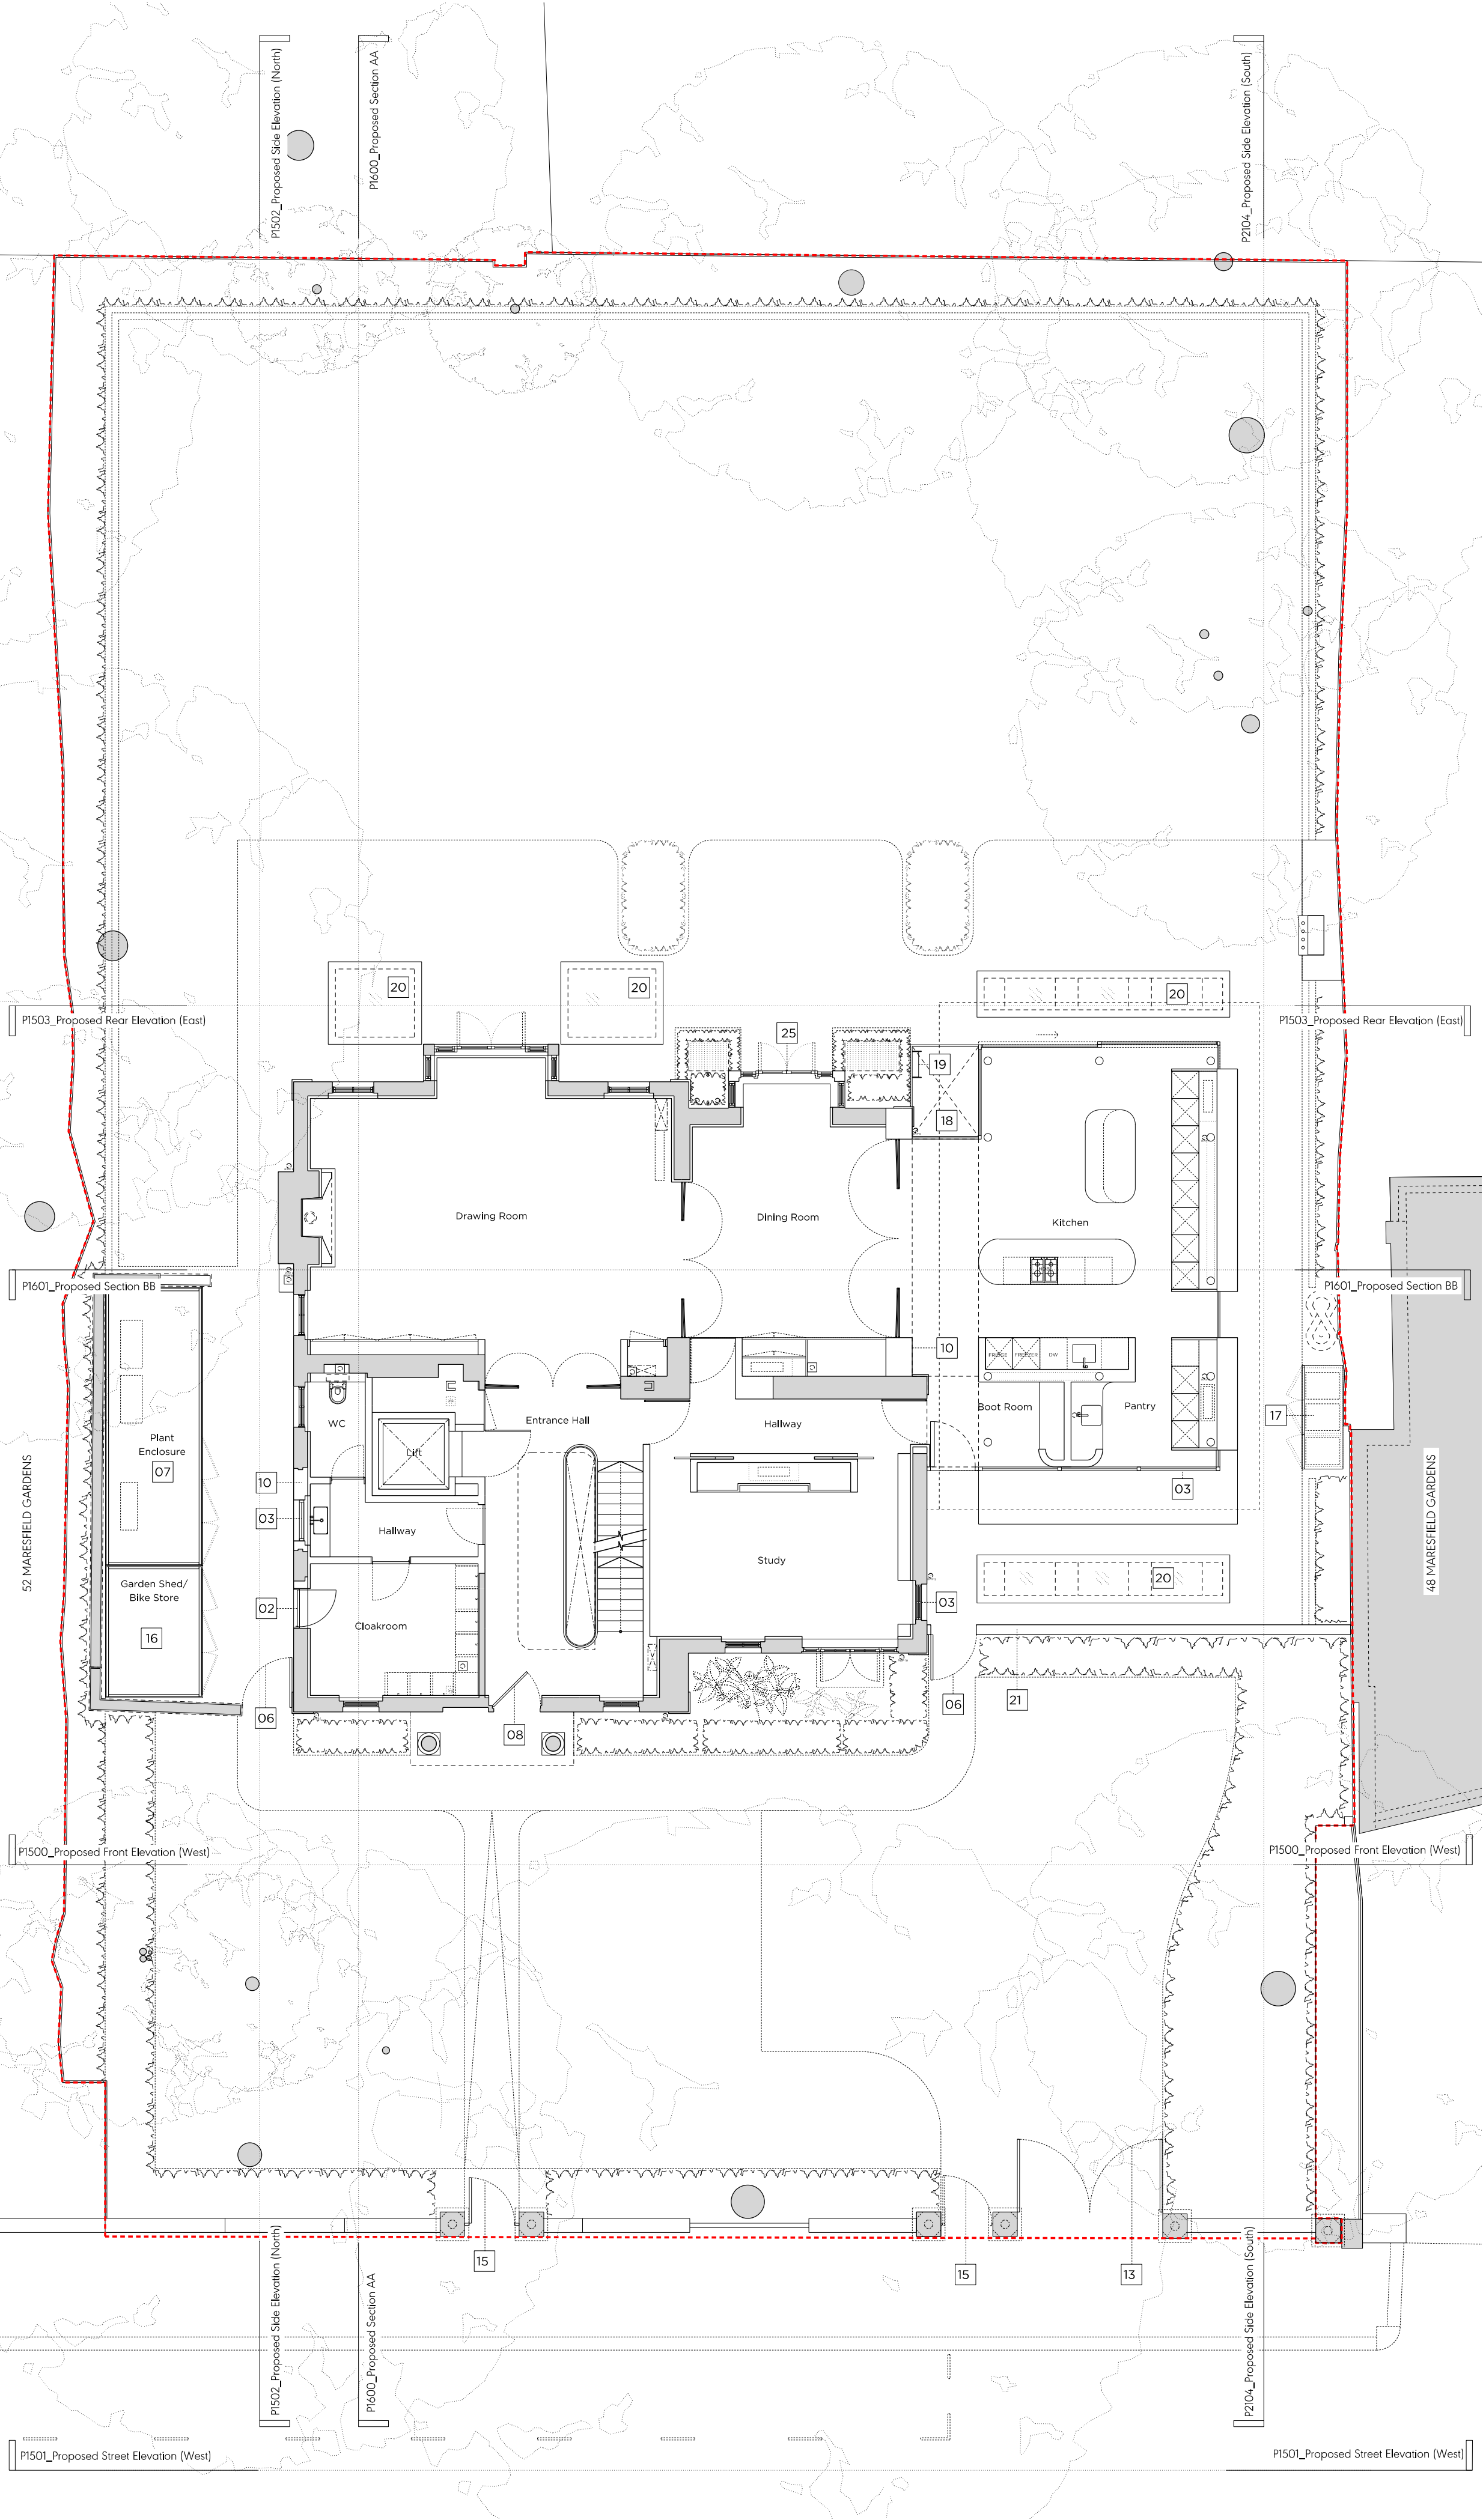 P1502_Proposed Side Elevation (North)
P1600_Proposed Section AA
P2104_Proposed Side Elevation (South)
20
20
20
P1503_Proposed Rear Elevation (East)
P1503_Proposed Rear Elevation (East)
25
19
18
Drawing Room
Dining Room
Kitchen
P1601_Proposed Section BB
P1601_Proposed Section BB
10
FRIDGE
FREEZER
DW
WC
Lift
Entrance Hall
Hallway
Boot Room
Pantry
17
Plant
Enclosure
07
52 MARESFIELD GARDENS
48 MARESFIELD GARDENS
10
03
03
Hallway
Garden Shed/
Bike Store
16
02
Cloakroom
Study
03
20
06
08
06
21
P1500_Proposed Front Elevation (West)
P1500_Proposed Front Elevation (West)
15
15
13
P1502_Proposed Side Elevation (North)
P1600_Proposed Section AA
P2104_Proposed Side Elevation (South)
P1501_Proposed Street Elevation (West)
P1501_Proposed Street Elevation (West)